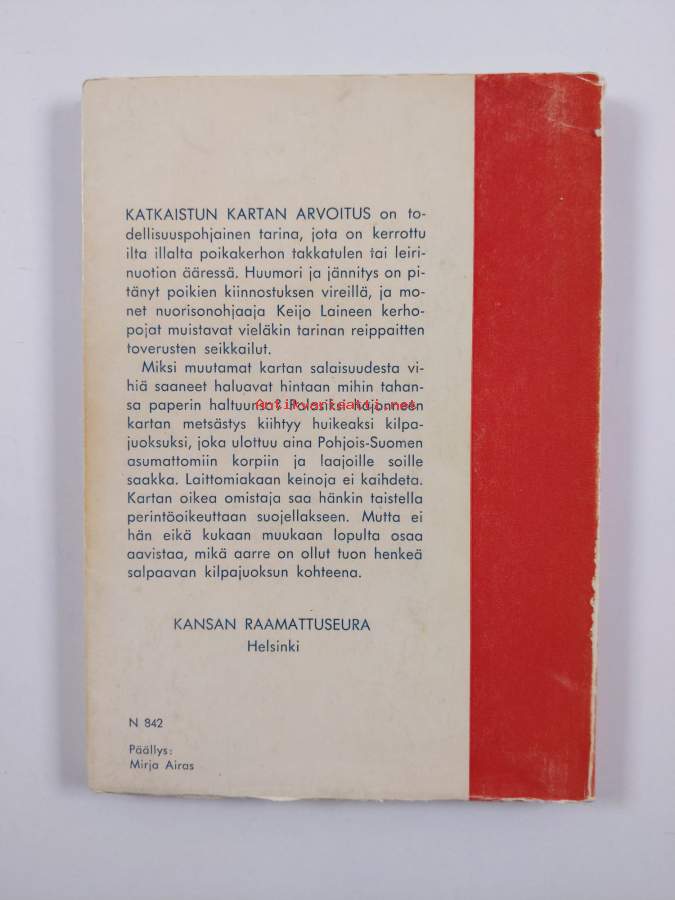 KATKAISTUN KARTAN ARVOITUS on to-
dellisuuspohjainen tarina, jota on kerrottu
ilta illalta poikakerhon takkatulen tai leiri-
nuotion ääressä. Huumori ja jännitys on pi-
tänyt poikien kiinnostuksen vireillä, ja mo-
net nuorisonohjaaja Keijo Laineen kerho-
pojat muistavat vieläkin tarinan reippaitten
toverusten seikkailut.
Miksi muutamat kartan salaisuudesta vi-
hiä saaneet haluavat hintaan mihin tahan-
sa paperin haltuunsa?
Antikvariaatti.net
kartan metsästys kiihtyy huikeaksi kilpa-
juoksuksi, joka ulottuu aina Pohjois-Suomen
asumattomiin korpiin ja laajoille soille
saakka. Laittomiakaan keinoja ei kaihdeta.
Kartan oikea omistaja saa hänkin taistella
perintöoikeuttaan suojellakseen. Mutta ei
hän eikä kukaan muukaan lopulta osaa
aavistaa, mikä aarre on ollut tuon henkeä
salpaavan kilpajuoksun kohteena.
KANSAN RAAMATTUSEURA
Helsinki
N 842
Päällys:
Mirja Airas